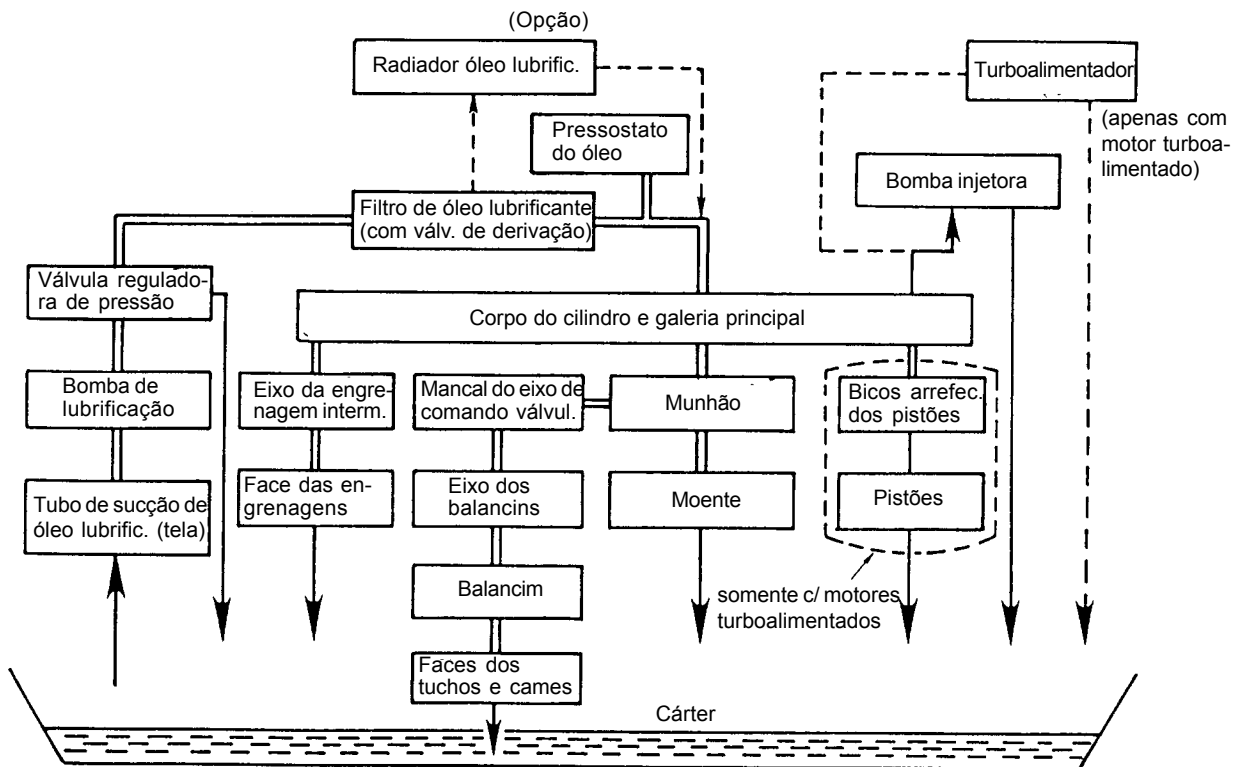 (Opção)
Radiador óleo lubrific.
Turboalimentador
(apenas com
motor turboa-
limentado)
Pressostato
do óleo
Bomba injetora
Filtro de óleo lubrificante
(com válv. de derivação)
Válvula regulado-
ra de pressão
Corpo do cilindro e galeria principal
Bomba de
lubrificação
Eixo da engre-
nagem interm.
Mancal do eixo de
comando válvul.
Munhão
Bicos arrefec.
dos pistões
Tubo de sucção de
óleo lubrific. (tela)
Face das en-
grenagens
Eixo dos
balancins
Moente
Pistões
Balancim
somente c/ motores
turboalimentados
Faces dos
tuchos e cames
Cárter